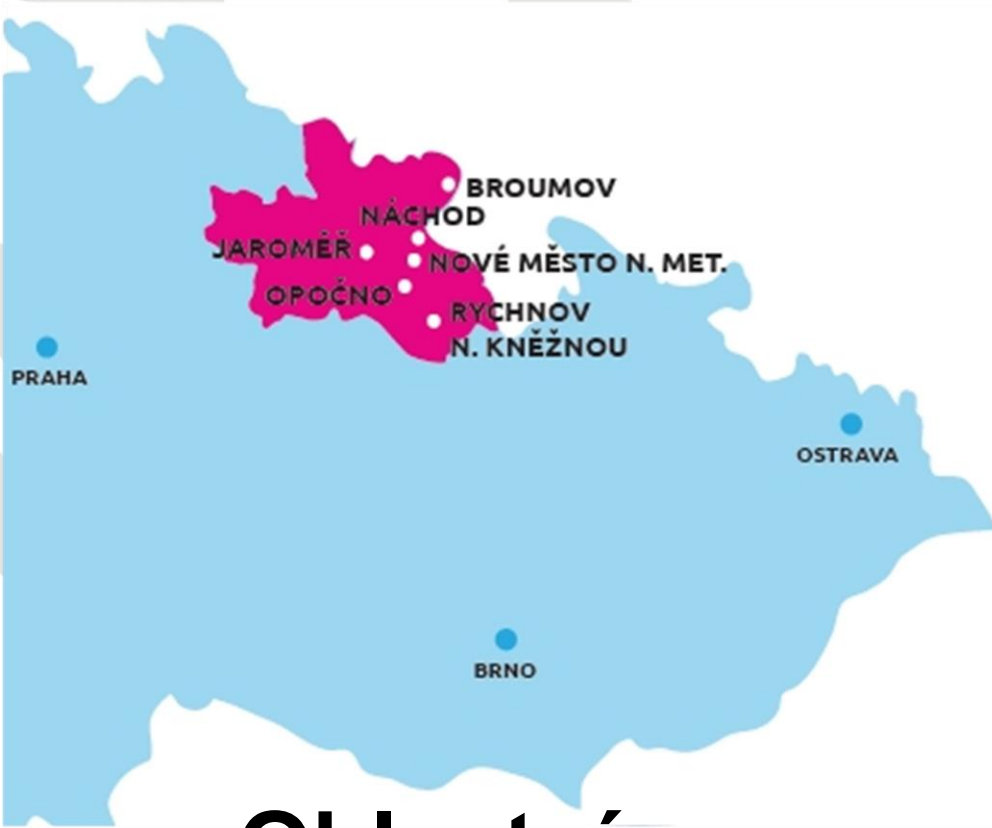 BROUMOV
NÁCHOD
JAROMĚŘ
NOVÉ MĚSTO N. MET.
OPOČNO
RYCHNOV
N. KNĚŽNOU
PRAHA
OSTRAVA
BRNO